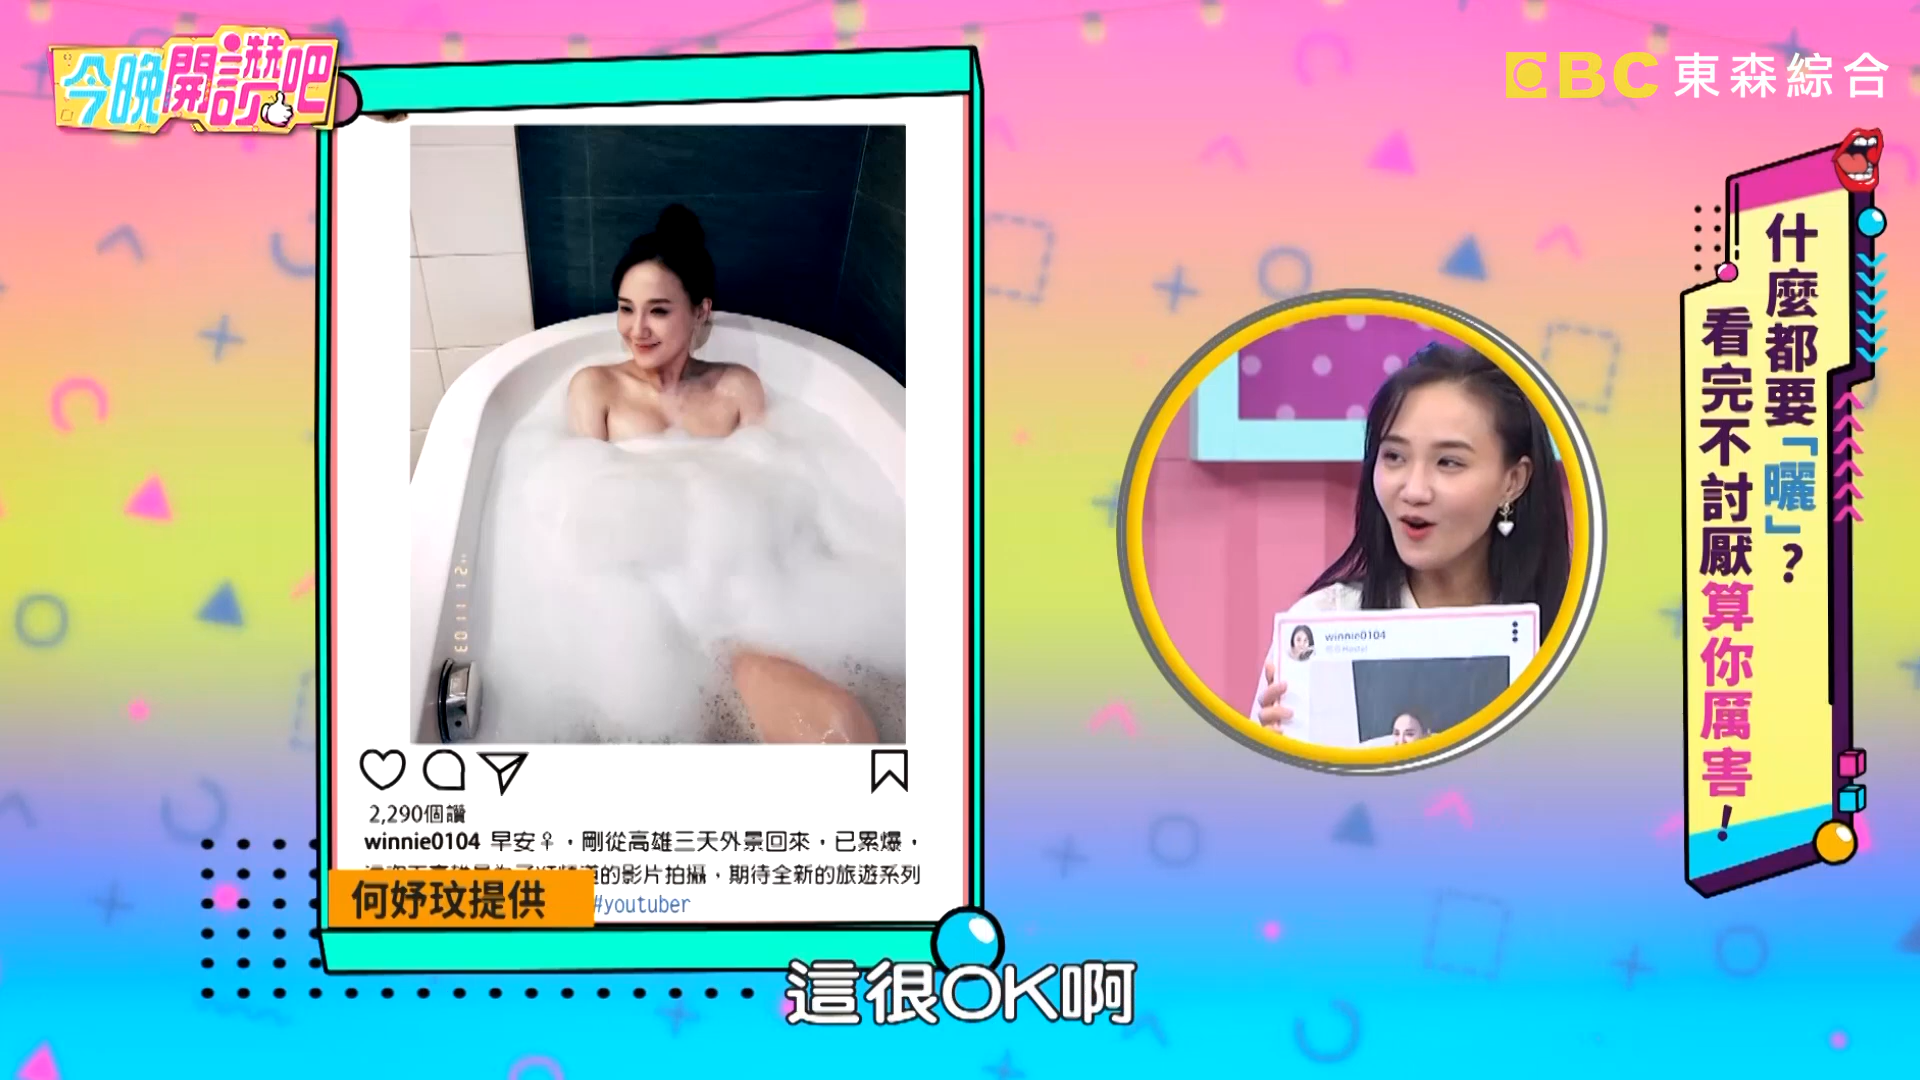 今晚開讚吧
EBC 東森綜合
什麼都要「曬」?
看完不討厭算你厲害!
'21 11 03
winnie0104
2,290個讚
winnie0104 早安♀,剛從高雄三天外景回來,已累爆,
的影片拍攝,期待全新的旅遊系列
#youtuber
何妤玟提供
這很OK啊